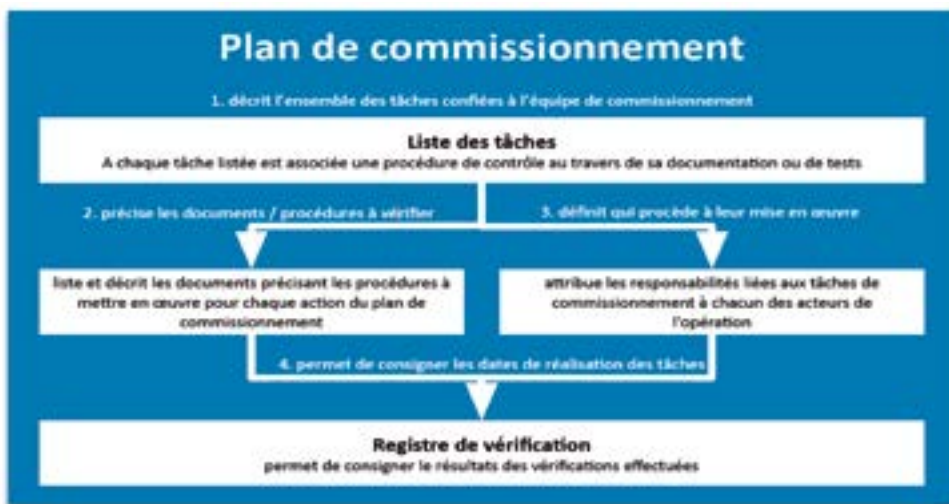 Plan de commissionnement
1. décrit l'ensemble des tâches confiées à l'équipe de commissionnement
Liste des tâches
A chaque tâche listée est associée une procédure de contrôle au travers de sa documentation ou de tests
2. précise les documents / procédures à vérifier
3. définit qui procède à leur mise en œuvre
liste et décrit les documents précisant les procédures à
mettre en œuvre pour chaque action du plan de
commissionnement
attribue les responsabilités liées aux tâches de
commissionnement à chacun des acteurs de
l'opération
4. permet de consigner les dates de réalisation des tâches
Registre de vérification
permet de consigner le résultats des vérifications effectuées